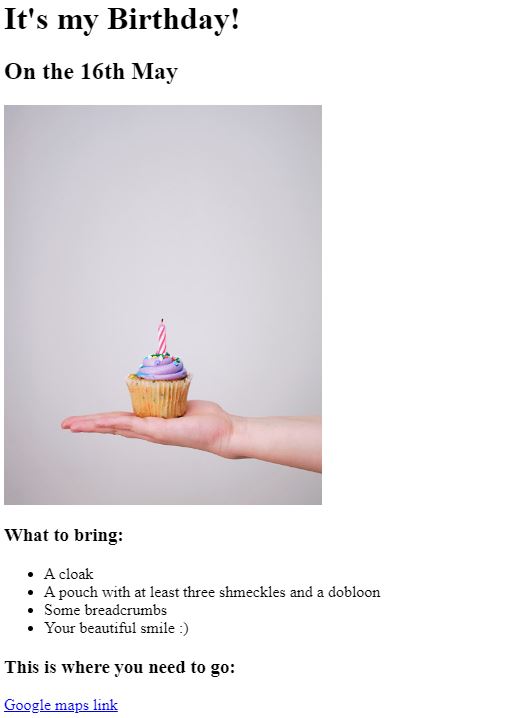 It's my Birthday!
On the 16th May
What to bring:
A cloak
A pouch with at least three shmeckles and a dobloon
Some breadcrumbs
Your beautiful smile :)
This is where you need to go:
Google maps link